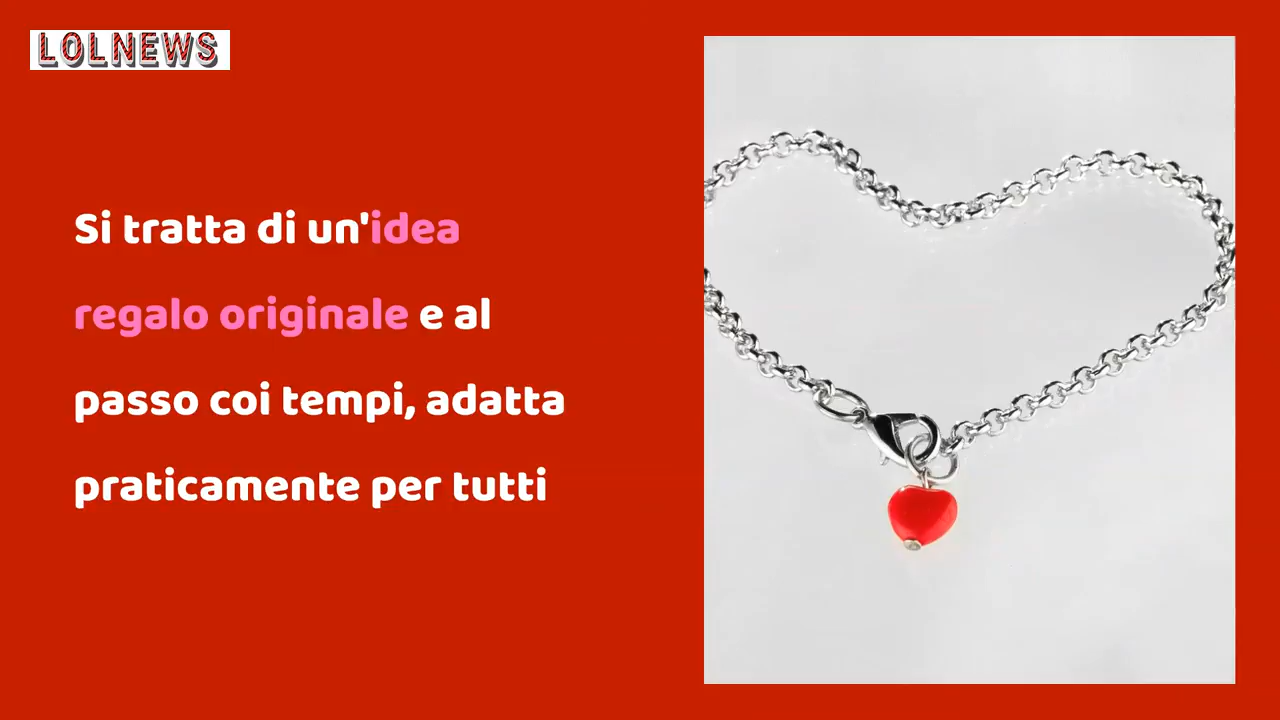 LOLNEWS
Si tratta di un'idea
regalo originale e al
passo coi tempi, adatta
praticamente per tutti